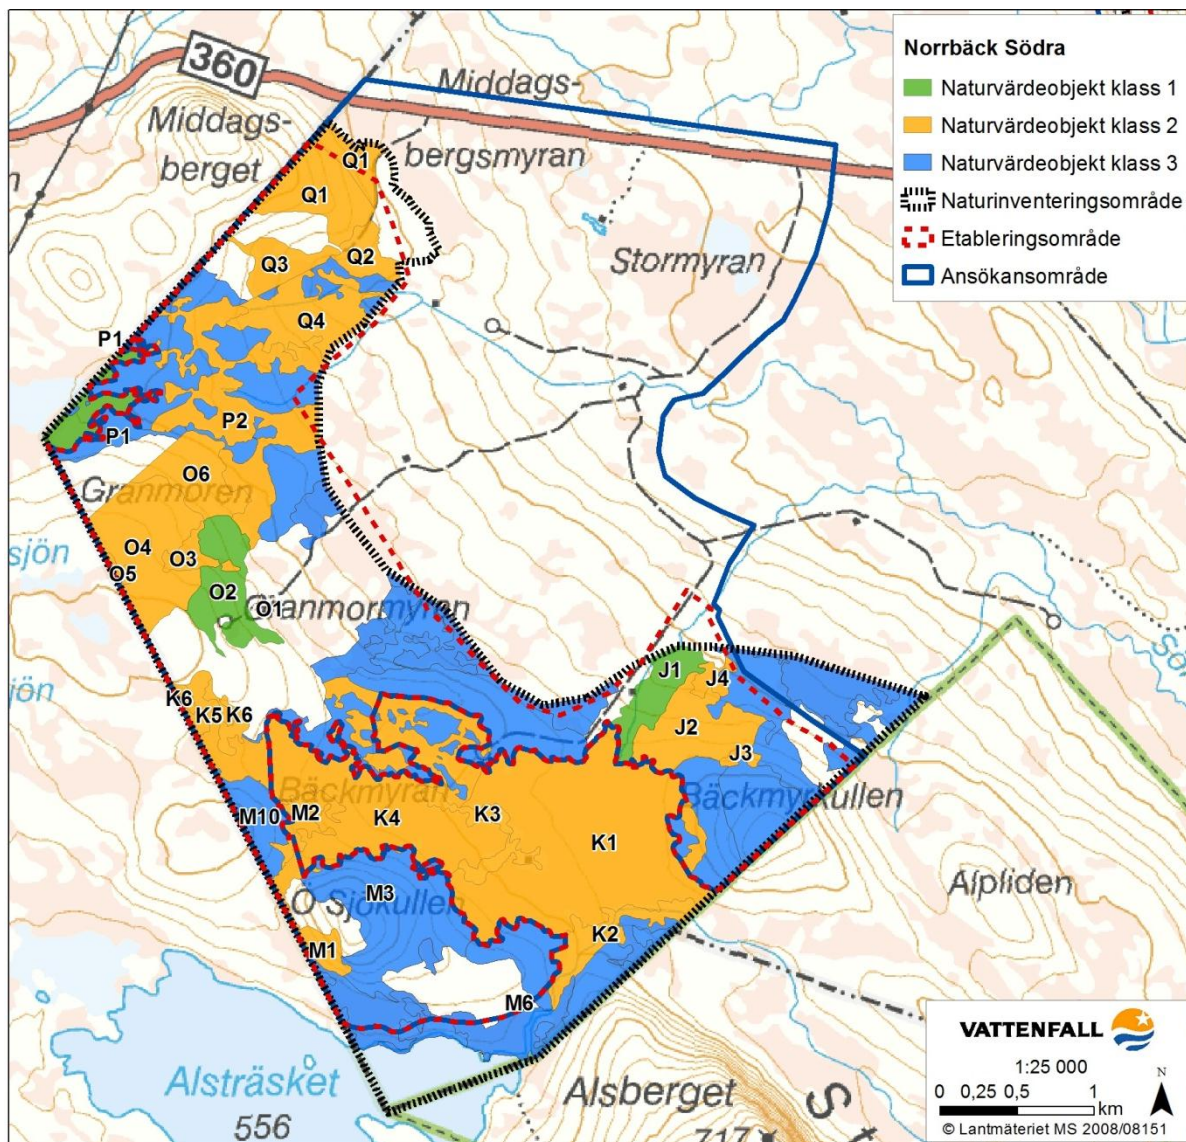 Norrbäck Södra
Naturvärdeobjekt klass 1
Naturvärdeobjekt klass 2
Naturvärdeobjekt klass 3
Naturinventeringsområde
Etableringsområde
Ansökansområde
360
Middags-
berget
Middags-
bergsmyran
Stormyran
Q1
Q1
Q2
Q3
Q4
P1
P1
P2
O6
Granmoren
O4
O3
O5
O2
O1
Granmormyran
sjön
sjön
K6
K5
K6
J1
J4
J2
J3
Bäckmyrkullen
Bäckmyran
M10
M2
K4
K3
K1
M3
Ö Sjökullen
M1
K2
M6
Alpliden
Alsträsket
556
Alsberget
717
VATTENFALL
1:25 000
0 0,25 0,5 1
km
N
© Lantmäteriet MS 2008/08151